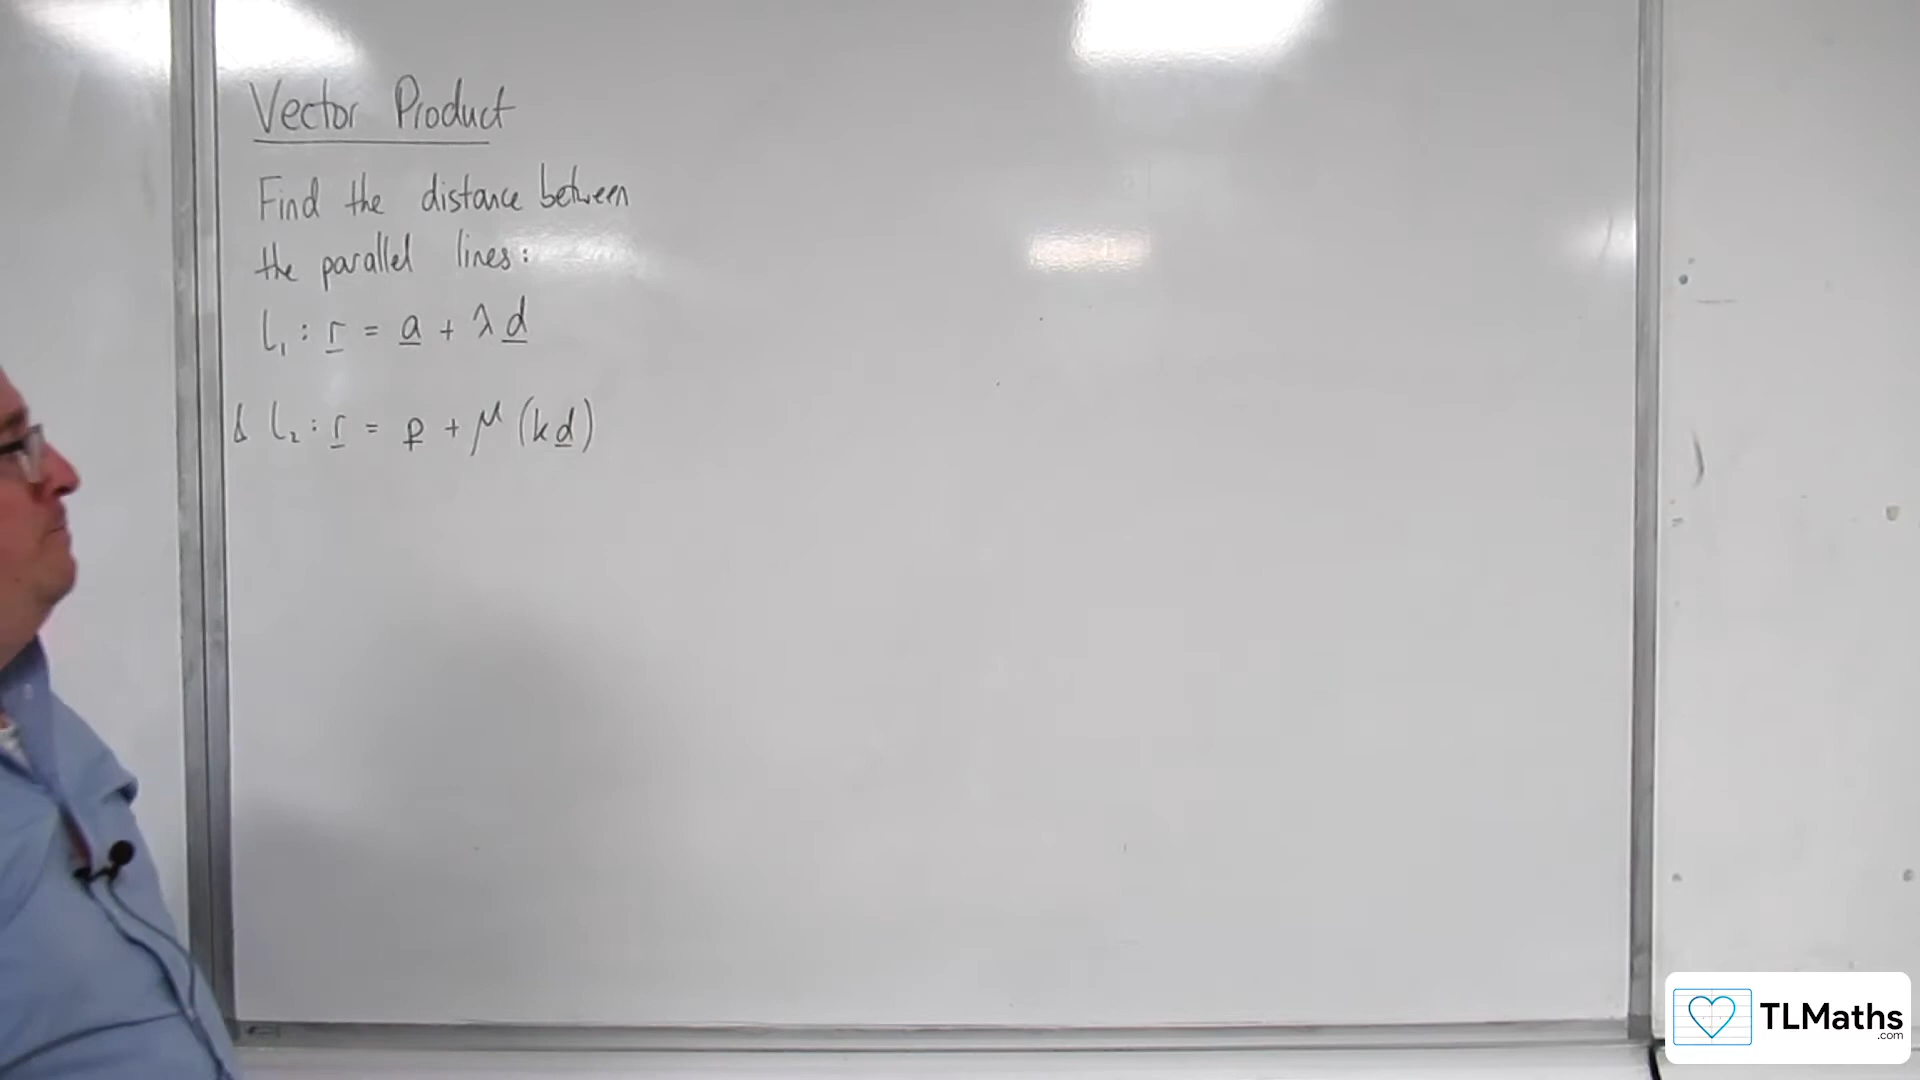 Vector Product
Find the distance between
the parallel lines:
l₁ : r = a + λ d
& l₂ : r = p + μ (k d)
TLMaths
.com